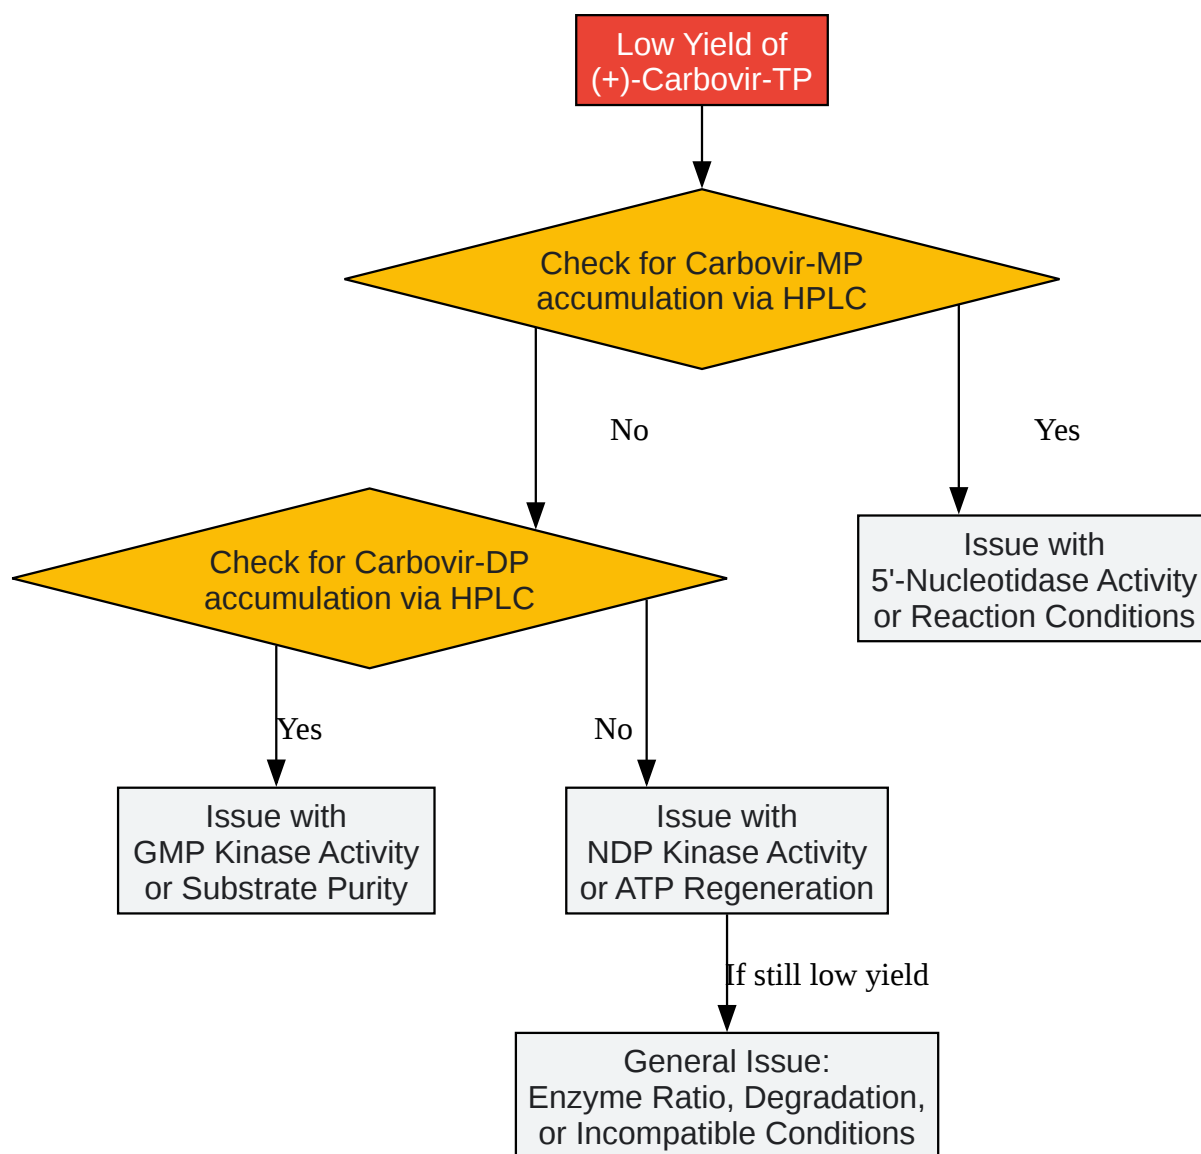 Low Yield of
(+)-Carbovir-TP
Check for Carbovir-MP
accumulation via HPLC
No
Yes
Check for Carbovir-DP
accumulation via HPLC
Issue with
5'-Nucleotidase Activity
or Reaction Conditions
Yes
No
Issue with
GMP Kinase Activity
or Substrate Purity
Issue with
NDP Kinase Activity
or ATP Regeneration
If still low yield
General Issue:
Enzyme Ratio, Degradation,
or Incompatible Conditions